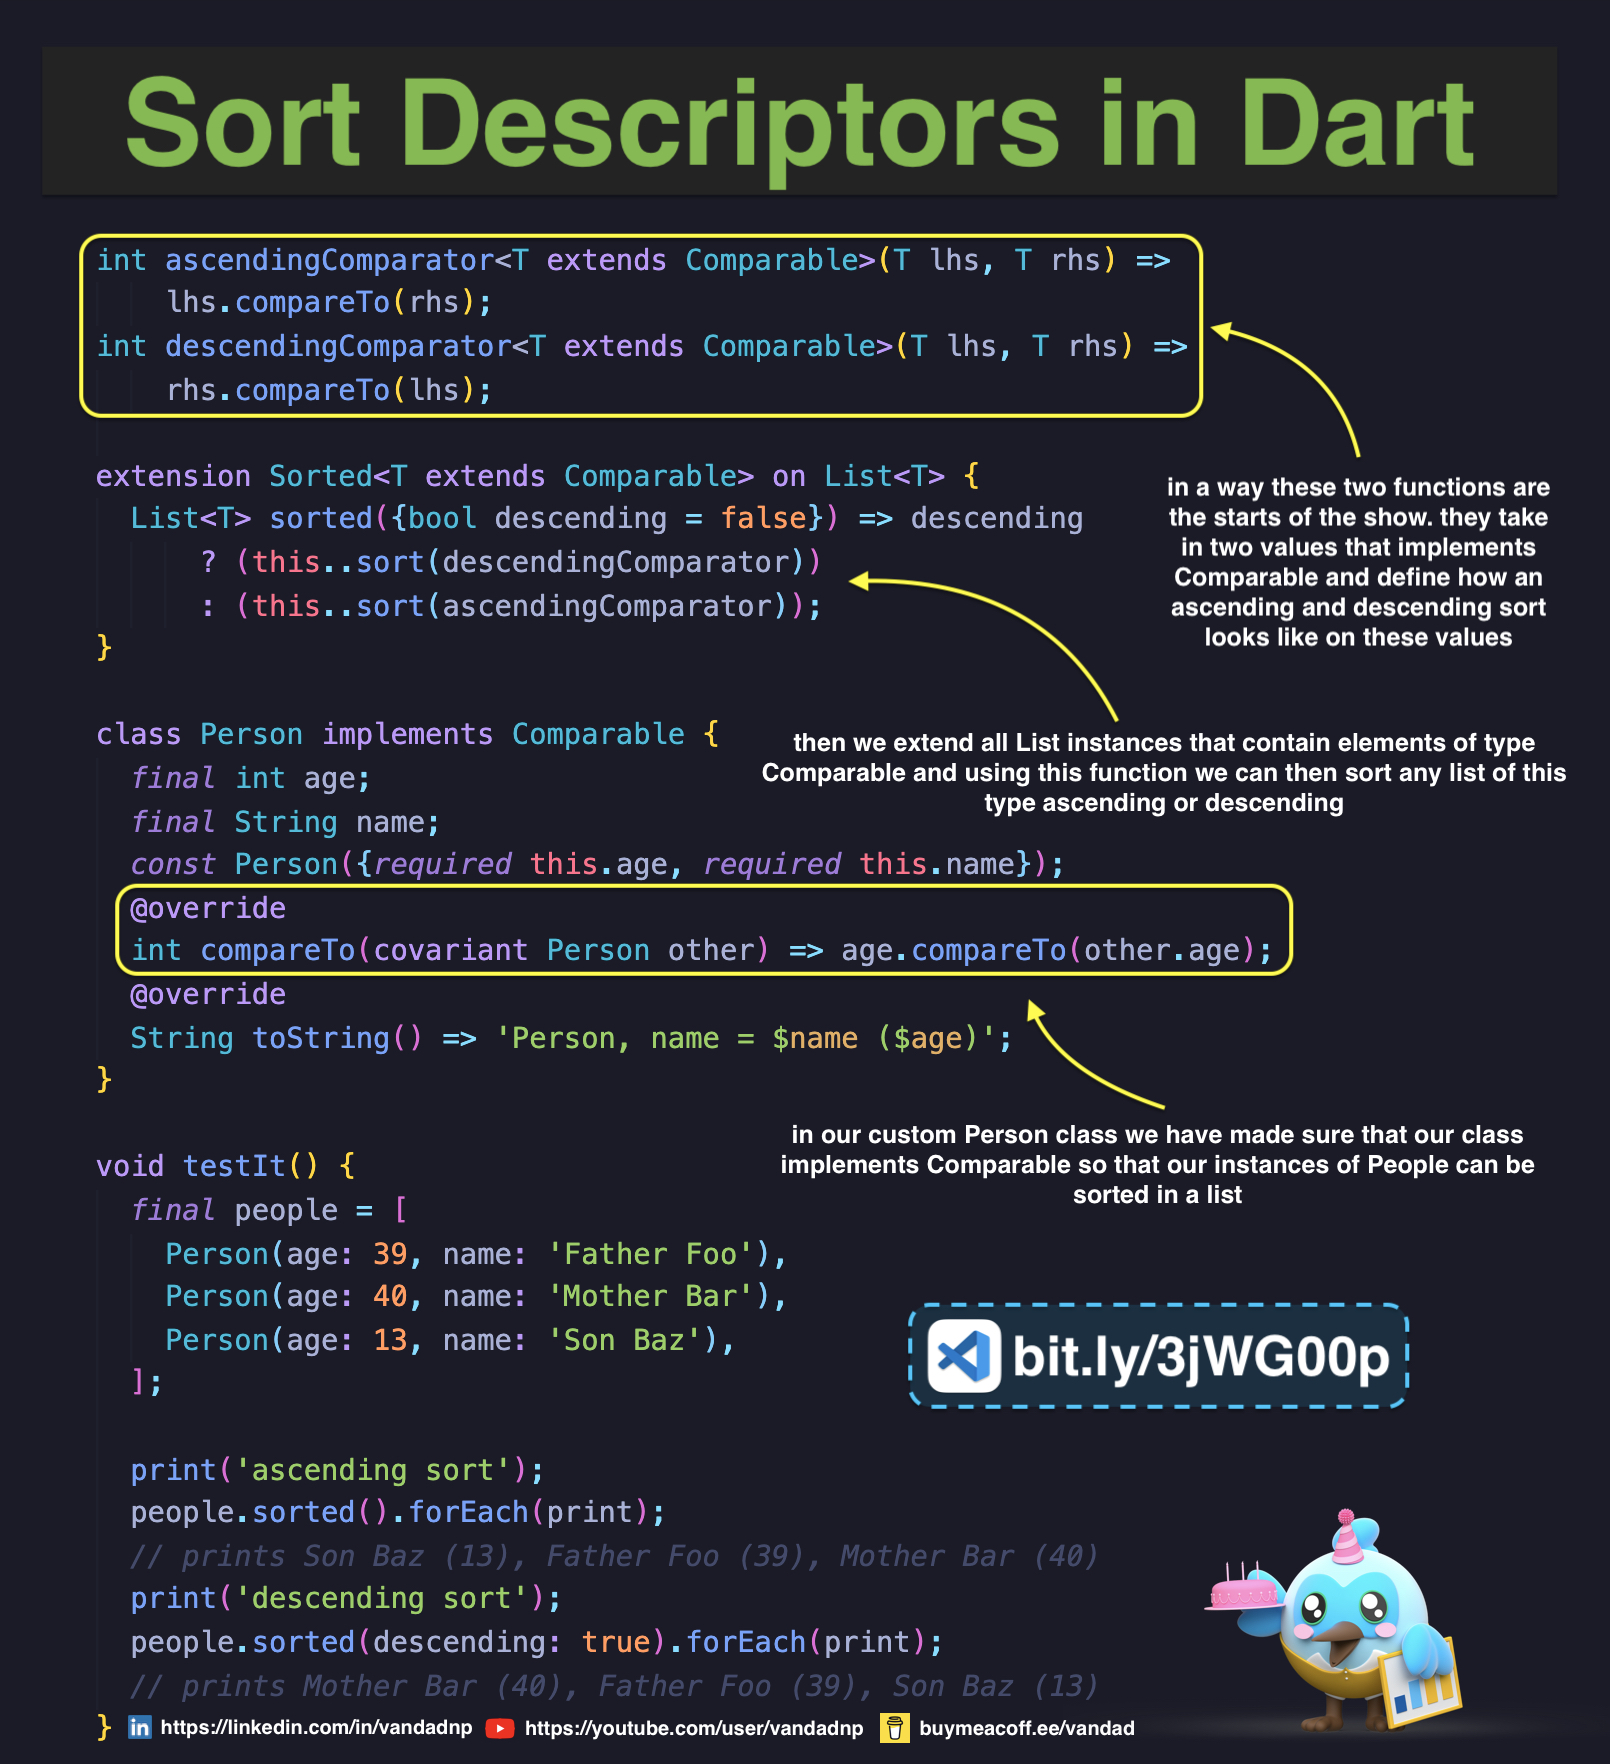 Sort Descriptors in Dart
int ascendingComparator<T extends Comparable>(T lhs, T rhs) =>
    lhs.compareTo(rhs);
int descendingComparator<T extends Comparable>(T lhs, T rhs) =>
    rhs.compareTo(lhs);
in a way these two functions are
the starts of the show. they take
in two values that implements
Comparable and define how an
ascending and descending sort
looks like on these values
extension Sorted<T extends Comparable> on List<T> {
  List<T> sorted({bool descending = false}) => descending
      ? (this..sort(descendingComparator))
      : (this..sort(ascendingComparator));
}
then we extend all List instances that contain elements of type
Comparable and using this function we can then sort any list of this
type ascending or descending
class Person implements Comparable {
  final int age;
  final String name;
  const Person({required this.age, required this.name});
  @override
  int compareTo(covariant Person other) => age.compareTo(other.age);
  @override
  String toString() => 'Person, name = $name ($age)';
}
in our custom Person class we have made sure that our class
implements Comparable so that our instances of People can be
sorted in a list
void testIt() {
  final people = [
    Person(age: 39, name: 'Father Foo'),
    Person(age: 40, name: 'Mother Bar'),
    Person(age: 13, name: 'Son Baz'),
  ];
bit.ly/3jWG00p
  print('ascending sort');
  people.sorted().forEach(print);
  // prints Son Baz (13), Father Foo (39), Mother Bar (40)
  print('descending sort');
  people.sorted(descending: true).forEach(print);
  // prints Mother Bar (40), Father Foo (39), Son Baz (13)
}
https://linkedin.com/in/vandadnp https://youtube.com/user/vandadnp buymeacoff.ee/vandad